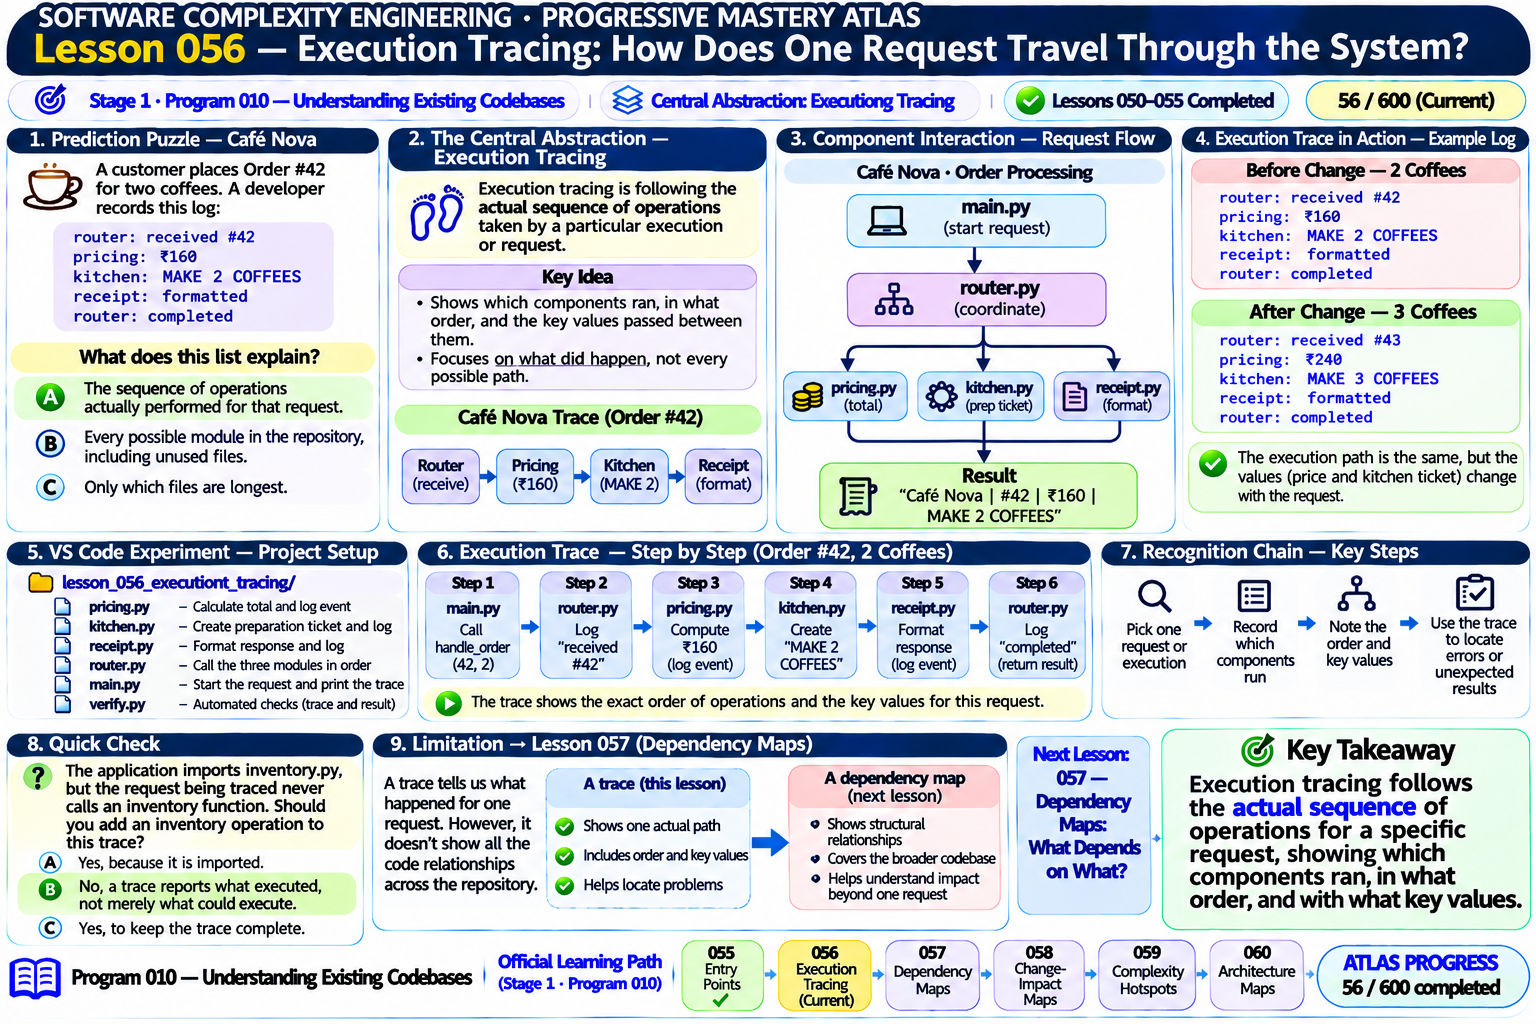 SOFTWARE COMPLEXITY ENGINEERING · PROGRESSIVE MASTERY ATLAS
Lesson 056 — Execution Tracing: How Does One Request Travel Through the System?
Stage 1 · Program 010 — Understanding Existing Codebases
Central Abstraction: Executiong Tracing
Lessons 050–055 Completed
56 / 600 (Current)
1. Prediction Puzzle — Café Nova
A customer places Order #42
for two coffees. A developer
records this log:
router: received #42
pricing: ₹160
kitchen: MAKE 2 COFFEES
receipt: formatted
router: completed
What does this list explain?
A
The sequence of operations
actually performed for that request.
B
Every possible module in the repository,
including unused files.
C
Only which files are longest.
2. The Central Abstraction —
Execution Tracing
Execution tracing is following the
actual sequence of operations
taken by a particular execution
or request.
Key Idea
• Shows which components ran, in what
order, and the key values passed between
them.
• Focuses on what did happen, not every
possible path.
Café Nova Trace (Order #42)
Router
(receive)
Pricing
(₹160)
Kitchen
(MAKE 2)
Receipt
(format)
3. Component Interaction — Request Flow
Café Nova · Order Processing
main.py
(start request)
router.py
(coordinate)
pricing.py
(total)
kitchen.py
(prep ticket)
receipt.py
(format)
Result
“Café Nova | #42 | ₹160 |
MAKE 2 COFFEES”
4. Execution Trace in Action — Example Log
Before Change — 2 Coffees
router: received #42
pricing: ₹160
kitchen: MAKE 2 COFFEES
receipt: formatted
router: completed
After Change — 3 Coffees
router: received #43
pricing: ₹240
kitchen: MAKE 3 COFFEES
receipt: formatted
router: completed
The execution path is the same, but the
values (price and kitchen ticket) change
with the request.
5. VS Code Experiment — Project Setup
lesson_056_executiont_tracing/
pricing.py – Calculate total and log event
kitchen.py – Create preparation ticket and log
receipt.py – Format response and log
router.py – Call the three modules in order
main.py – Start the request and print the trace
verify.py – Automated checks (trace and result)
6. Execution Trace — Step by Step (Order #42, 2 Coffees)
Step 1
main.py
Call
handle_order
(42, 2)
Step 2
router.py
Log
“received
#42”
Step 3
pricing.py
Compute
₹160
(log event)
Step 4
kitchen.py
Create
“MAKE 2
COFFEES”
Step 5
receipt.py
Format
response
(log event)
Step 6
router.py
Log
“completed”
(return result)
The trace shows the exact order of operations and the key values for this request.
7. Recognition Chain — Key Steps
Pick one
request or
execution
Record
which
components
run
Note the
order and
key values
Use the trace
to locate
errors or
unexpected
results
8. Quick Check
?
The application imports inventory.py,
but the request being traced never
calls an inventory function. Should
you add an inventory operation to
this trace?
A
Yes, because it is imported.
B
No, a trace reports what executed,
not merely what could execute.
C
Yes, to keep the trace complete.
9. Limitation → Lesson 057 (Dependency Maps)
A trace tells us what
happened for one
request. However, it
doesn’t show all the
code relationships
across the repository.
A trace (this lesson)
Shows one actual path
Includes order and key values
Helps locate problems
A dependency map
(next lesson)
• Shows structural
relationships
• Covers the broader codebase
• Helps understand impact
beyond one request
Next Lesson:
057 —
Dependency
Maps:
What Depends
on What?
Key Takeaway
Execution tracing follows
the actual sequence of
operations for a specific
request, showing which
components ran, in what
order, and with what key values.
Program 010 — Understanding Existing Codebases
Official Learning Path
(Stage 1 · Program 010)
055
Entry
Points
056
Execution
Tracing
(Current)
057
Dependency
Maps
058
Change-
Impact
Maps
059
Complexity
Hotspots
060
Architecture
Maps
ATLAS PROGRESS
56 / 600 completed